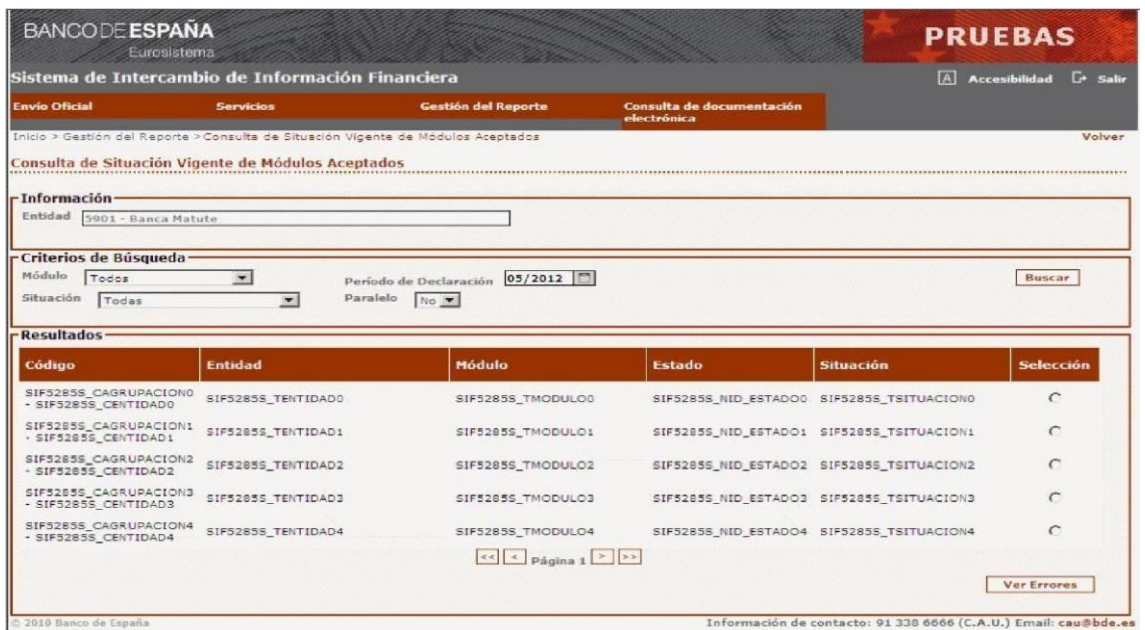 BANCODEESPAÑA
Eurosistema
PRUEBAS
Sistema de Intercambio de Información Financiera
A Accesibilidad Salir
Envío Oficial Servicios Gestión del Reporte Consulta de documentación
electrónica
Inicio > Gestión del Reporte > Consulta de Situación Vigente de Módulos Aceptados Volver
Consulta de Situación Vigente de Módulos Aceptados
Información
Entidad 5901 - Banca Matute
Criterios de Búsqueda
Módulo Todos Período de Declaración 05/2012 Buscar
Situación Todas Paralelo No
Resultados
Código Entidad Módulo Estado Situación Selección
SIF5285S_CAGRUPACION0
- SIF5285S_CENTIDAD0 SIF5285S_TENTIDAD0 SIF5285S_TMODULO0 SIF5285S_NID_ESTADO0 SIF5285S_TSITUACION0
SIF5285S_CAGRUPACION1
- SIF5285S_CENTIDAD1 SIF5285S_TENTIDAD1 SIF5285S_TMODULO1 SIF5285S_NID_ESTADO1 SIF5285S_TSITUACION1
SIF5285S_CAGRUPACION2
- SIF5285S_CENTIDAD2 SIF5285S_TENTIDAD2 SIF5285S_TMODULO2 SIF5285S_NID_ESTADO2 SIF5285S_TSITUACION2
SIF5285S_CAGRUPACION3
- SIF5285S_CENTIDAD3 SIF5285S_TENTIDAD3 SIF5285S_TMODULO3 SIF5285S_NID_ESTADO3 SIF5285S_TSITUACION3
SIF5285S_CAGRUPACION4
- SIF5285S_CENTIDAD4 SIF5285S_TENTIDAD4 SIF5285S_TMODULO4 SIF5285S_NID_ESTADO4 SIF5285S_TSITUACION4
<< < Página 1 > >>
Ver Errores
© 2010 Banco de España Información de contacto: 91 338 6666 (C.A.U.) Email: cau@bde.es